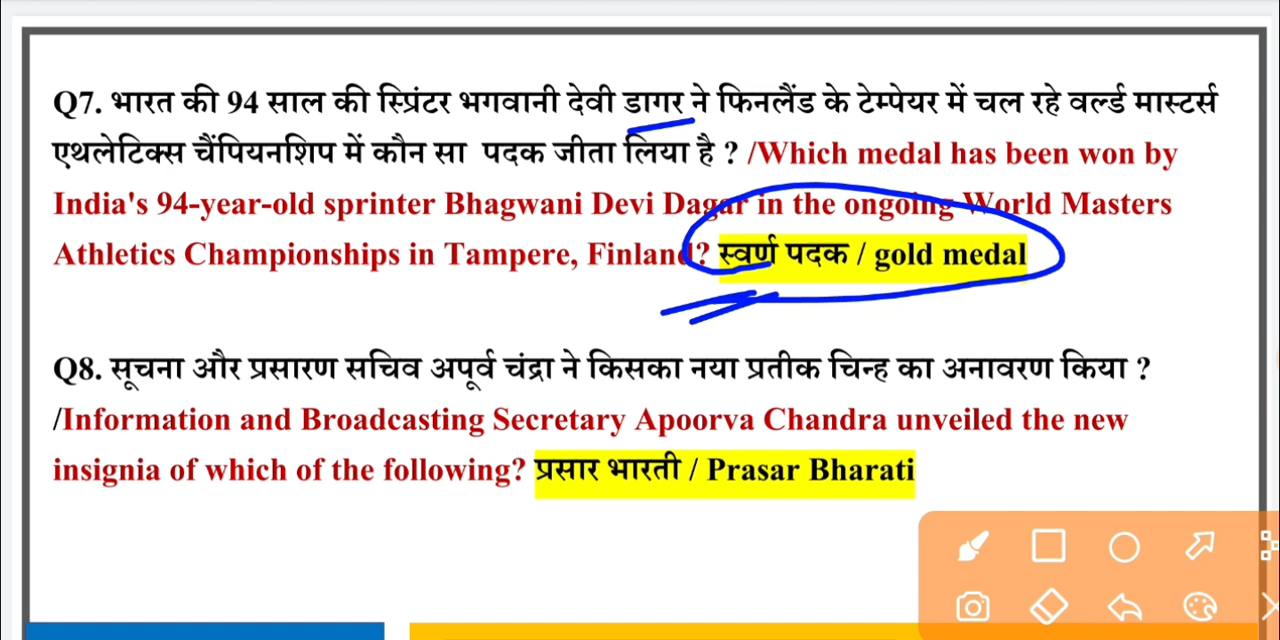 Q7. भारत की 94 साल की स्प्रिंटर भगवानी देवी डागर ने फिनलैंड के टेम्पेयर में चल रहे वर्ल्ड मास्टर्स
एथलेटिक्स चैंपियनशिप में कौन सा पदक जीता लिया है ? /Which medal has been won by
India's 94-year-old sprinter Bhagwani Devi Dagar in the ongoing World Masters
Athletics Championships in Tampere, Finland? स्वर्ण पदक / gold medal
Q8. सूचना और प्रसारण सचिव अपूर्व चंद्रा ने किसका नया प्रतीक चिन्ह का अनावरण किया ?
/Information and Broadcasting Secretary Apoorva Chandra unveiled the new
insignia of which of the following? प्रसार भारती / Prasar Bharati